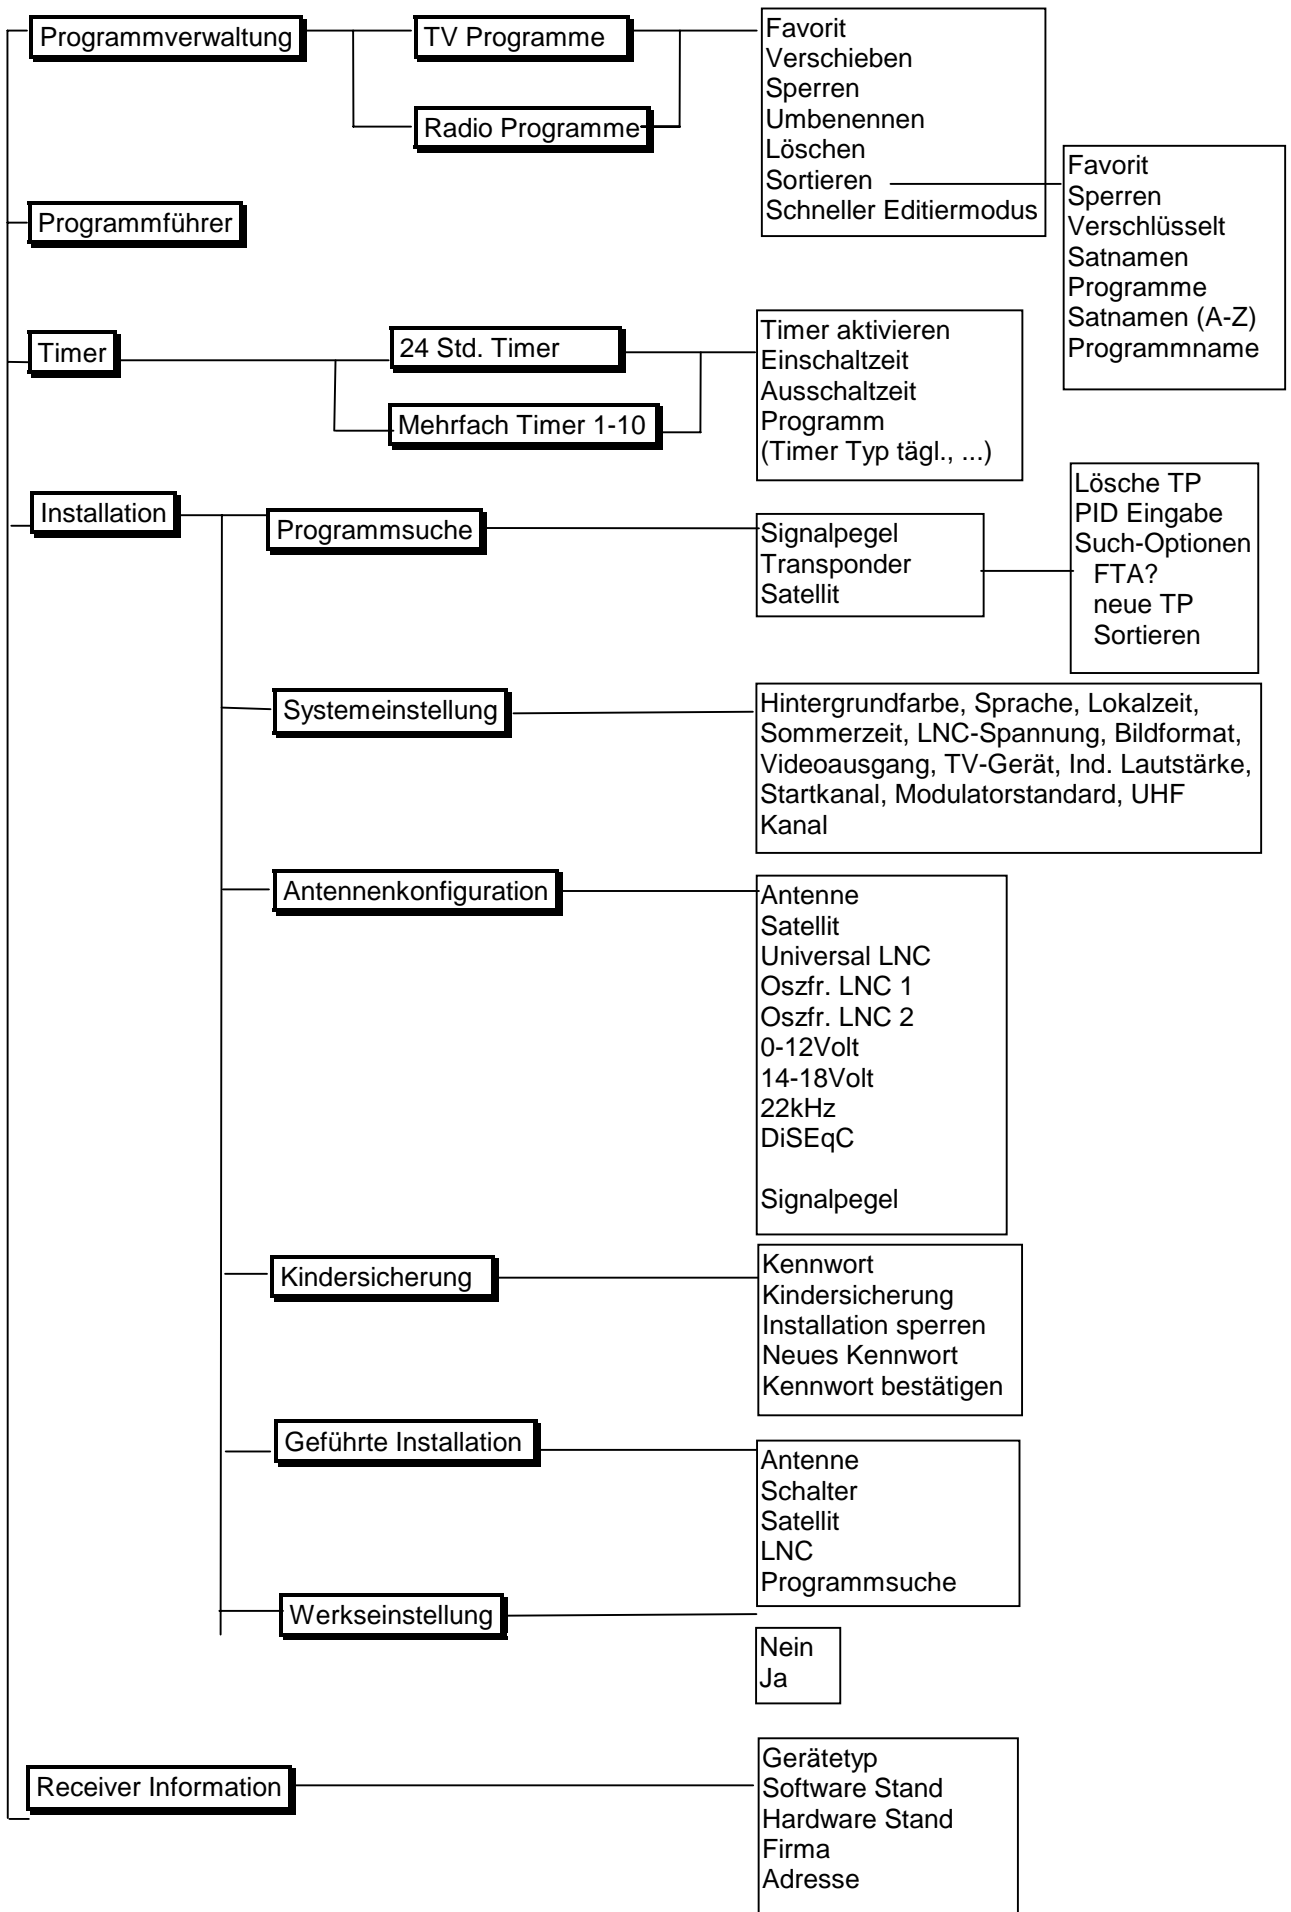 Programmverwaltung
TV Programme
Radio Programme
Favorit
Verschieben
Sperren
Umbenennen
Löschen
Sortieren
Schneller Editiermodus
Favorit
Sperren
Verschlüsselt
Satnamen
Programme
Satnamen (A-Z)
Programmname
Programmführer
Timer
24 Std. Timer
Mehrfach Timer 1-10
Timer aktivieren
Einschaltzeit
Ausschaltzeit
Programm
(Timer Typ tägl., ...)
Installation
Programmsuche
Signalpegel
Transponder
Satellit
Lösche TP
PID Eingabe
Such-Optionen
FTA?
neue TP
Sortieren
Systemeinstellung
Hintergrundfarbe, Sprache, Lokalzeit,
Sommerzeit, LNC-Spannung, Bildformat,
Videoausgang, TV-Gerät, Ind. Lautstärke,
Startkanal, Modulatorstandard, UHF
Kanal
Antennenkonfiguration
Antenne
Satellit
Universal LNC
Oszfr. LNC 1
Oszfr. LNC 2
0-12Volt
14-18Volt
22kHz
DiSEqC
Signalpegel
Kindersicherung
Kennwort
Kindersicherung
Installation sperren
Neues Kennwort
Kennwort bestätigen
Geführte Installation
Antenne
Schalter
Satellit
LNC
Programmsuche
Werkseinstellung
Nein
Ja
Receiver Information
Gerätetyp
Software Stand
Hardware Stand
Firma
Adresse